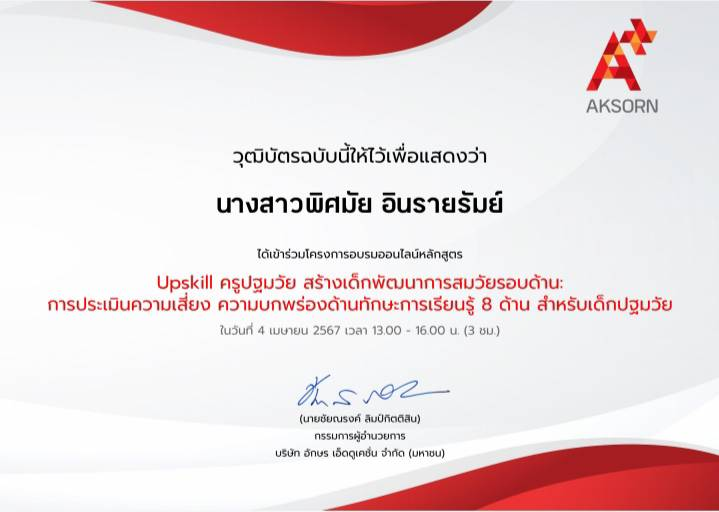 AKSORN
วุฒิบัตรฉบับนี้ให้ไว้เพื่อแสดงว่า
นางสาวพิศมัย อินรายรัมย์
ได้เข้าร่วมโครงการอบรมออนไลน์หลักสูตร
Upskill ครูปฐมวัย สร้างเด็กพัฒนาการสมวัยรอบด้าน:
การประเมินความเสี่ยง ความบกพร่องด้านทักษะการเรียนรู้ 8 ด้าน สำหรับเด็กปฐมวัย
ในวันที่ 4 เมษายน 2567 เวลา 13.00 - 16.00 น. (3 ชม.)
(นายชัยณรงค์ ลิมป์กิตติสิน)
กรรมการผู้อำนวยการ
บริษัท อักษร เอ็ดดูเคชั่น จำกัด (มหาชน)